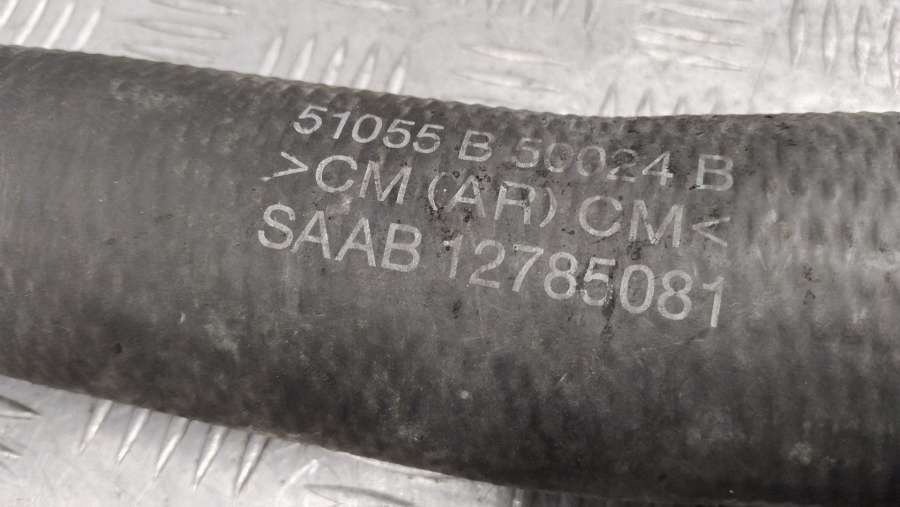 51055 B 50024 B
>CM (AR) CM<
SAAB 12785081